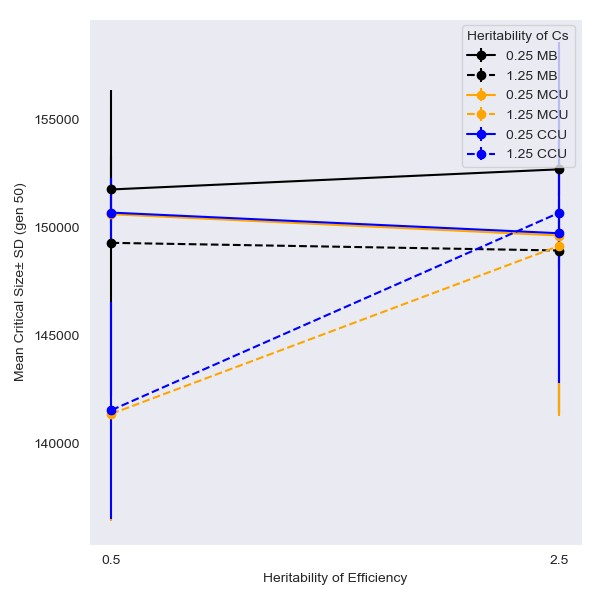 Heritability of Cs
0.25 MB
1.25 MB
0.25 MCU
1.25 MCU
0.25 CCU
1.25 CCU
155000
150000
145000
140000
Mean Critical Size± SD (gen 50)
0.5
2.5
Heritability of Efficiency